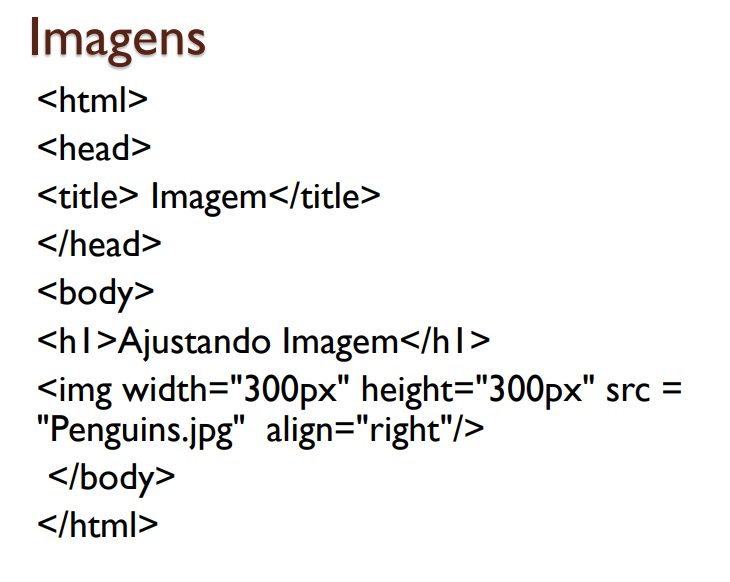 Imagens
<html>
<head>
<title> Imagem</title>
</head>
<body>
<h1>Ajustando Imagem</h1>
<img width="300px" height="300px" src =
"Penguins.jpg"  align="right"/>
</body>
</html>